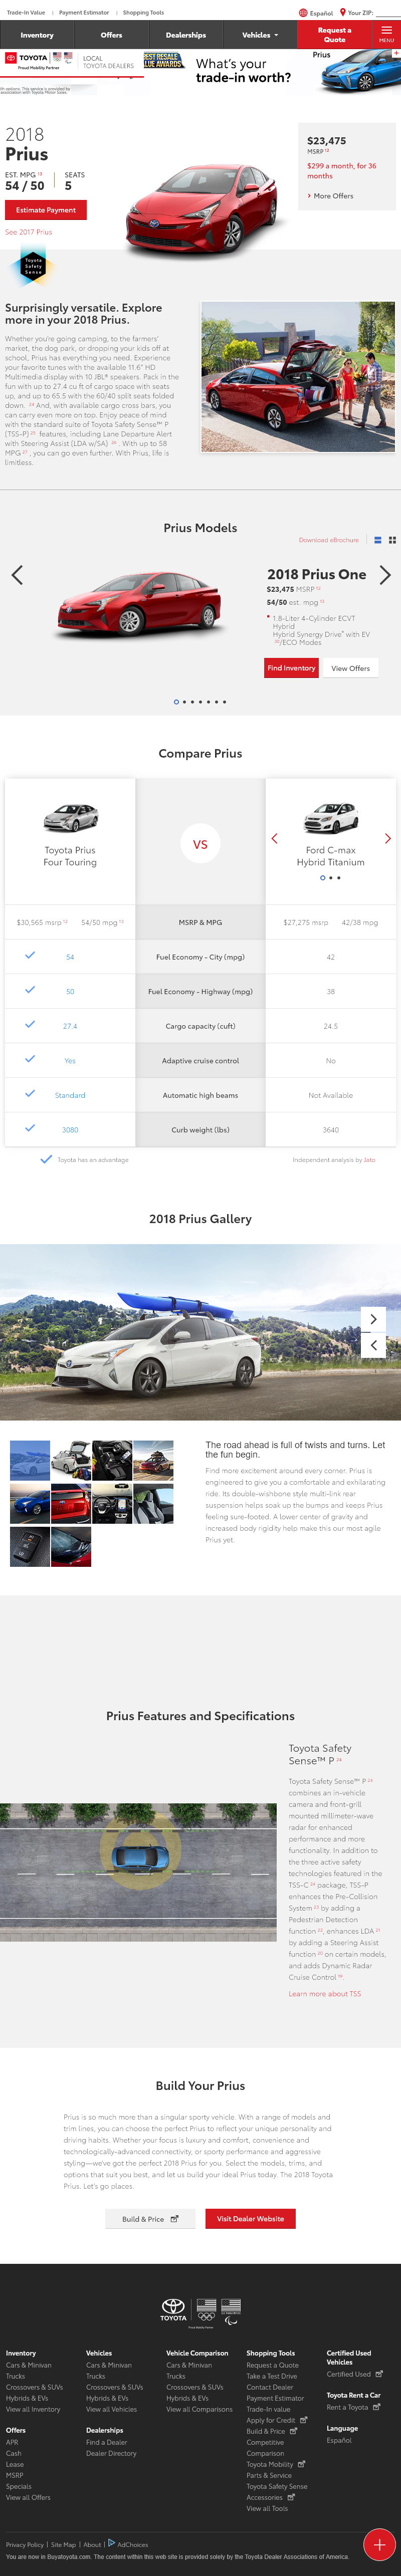 Trade-In Value
Payment Estimator
Shopping Tools
Español
Your ZIP:
Inventory
Offers
Dealerships
Vehicles
Request a
Quote
MENU
TOYOTA
LOCAL
TOYOTA DEALERS
What's your
trade-in worth?
Prius
2018
Prius
EST. MPG
54 / 50
SEATS
5
Estimate Payment
See 2017 Prius
$23,475
MSRP
$299 a month, for 36
months
More Offers
Toyota
Safety
Sense
Surprisingly versatile. Explore
more in your 2018 Prius.
Whether you're going camping, to the farmers'
market, the dog park, or dropping your kids off at
school, Prius has everything you need. Experience
your favorite tunes with the available 11.6" HD
Multimedia display with 10 JBL® speakers. Pack in the
fun with up to 27.4 cu ft of cargo space with seats
up, and up to 65.5 with the 60/40 split seats folded
down. And, with available cargo cross bars, you
can carry even more on top. Enjoy peace of mind
with the standard suite of Toyota Safety Sense™ P
(TSS-P) features, including Lane Departure Alert
with Steering Assist (LDA w/SA) . With up to 58
MPG , you can go even further. With Prius, life is
limitless.
Prius Models
Download eBrochure
2018 Prius One
$23,475 MSRP
54/50 est. mpg
1.8-Liter 4-Cylinder ECVT
Hybrid
Hybrid Synergy Drive with EV
/ECO Modes
Find Inventory
View Offers
Compare Prius
Toyota Prius
Four Touring
VS
Ford C-max
Hybrid Titanium
$30,565 msrp 54/50 mpg MSRP & MPG $27,275 msrp 42/38 mpg
54 Fuel Economy - City (mpg) 42
50 Fuel Economy - Highway (mpg) 38
27.4 Cargo capacity (cuft) 24.5
Yes Adaptive cruise control No
Standard Automatic high beams Not Available
3080 Curb weight (lbs) 3640
Toyota has an advantage
Independent analysis by Jato
2018 Prius Gallery
The road ahead is full of twists and turns. Let
the fun begin.
Find more excitement around every corner. Prius is
engineered to give you a comfortable and exhilarating
ride. Its double-wishbone style multi-link rear
suspension helps soak up the bumps and keeps Prius
feeling sure-footed. A lower center of gravity and
increased body rigidity help make this our most agile
Prius yet.
Prius Features and Specifications
Toyota Safety
Sense™ P
Toyota Safety Sense™ P
combines an in-vehicle
camera and front-grill
mounted millimeter-wave
radar for enhanced
performance and more
functionality. In addition to
the three active safety
technologies featured in the
TSS-C package, TSS-P
enhances the Pre-Collision
System by adding a
Pedestrian Detection
function , enhances LDA
by adding a Steering Assist
function on certain models,
and adds Dynamic Radar
Cruise Control .
Learn more about TSS
Build Your Prius
Prius is so much more than a singular sporty vehicle. With a range of models and
trim lines, you can choose the perfect Prius to reflect your unique personality and
driving habits. Whether your focus is luxury and comfort, convenience and
technologically-advanced connectivity, or sporty performance and aggressive
styling—we've got the perfect 2018 Prius for you. Select the models, trims, and
options that suit you best, and let us build your ideal Prius today. The 2018 Toyota
Prius. Let's go places.
Build & Price
Visit Dealer Website
TOYOTA
Inventory
Cars & Minivan
Trucks
Crossovers & SUVs
Hybrids & EVs
View all Inventory
Offers
APR
Cash
Lease
MSRP
Specials
View all Offers
Vehicles
Cars & Minivan
Trucks
Crossovers & SUVs
Hybrids & EVs
View all Vehicles
Dealerships
Find a Dealer
Dealer Directory
Vehicle Comparison
Cars & Minivan
Trucks
Crossovers & SUVs
Hybrids & EVs
View all Comparisons
Shopping Tools
Request a Quote
Take a Test Drive
Contact Dealer
Payment Estimator
Trade-In value
Apply for Credit
Build & Price
Competitive
Comparison
Toyota Mobility
Parts & Service
Toyota Safety Sense
Accessories
View all Tools
Certified Used
Vehicles
Certified Used
Toyota Rent a Car
Rent a Toyota
Language
Español
Privacy Policy | Site Map | About | AdChoices
You are now in Buyatoyota.com. The content within this web site is provided solely by the Toyota Dealer Associations of America.